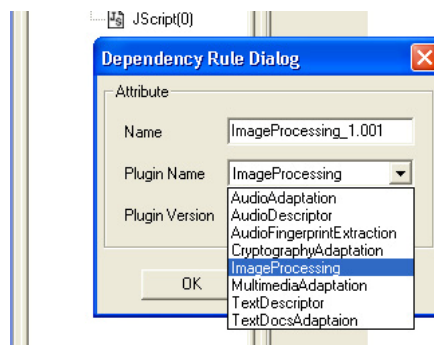 JScript(0)
Dependency Rule Dialog
Attribute
Name ImageProcessing_1.001
Plugin Name ImageProcessing
Plugin Version
AudioAdaptation
AudioDescriptor
AudioFingerprintExtraction
CryptographyAdaptation
ImageProcessing
MultimediaAdaptation
TextDescriptor
TextDocsAdaptaion
OK